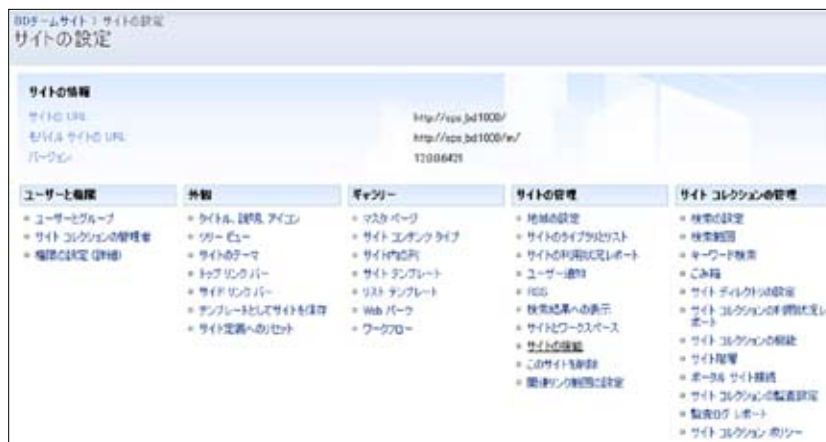 BDチームサイト > サイトの設定
サイトの設定
サイトの情報
サイトの URL
http://sps_bd1000/
モバイル サイトの URL
http://sps_bd1000/m/
バージョン
12.0.0.6421
ユーザーと権限
ユーザーとグループ
サイト コレクションの管理者
権限の設定 (詳細)
外観
タイトル、説明、アイコン
ツリー ビュー
サイトのテーマ
トップ リンク バー
サイド リンク バー
テンプレートとしてサイトを保存
サイト定義へのリセット
ギャラリー
マスタ ページ
サイト コンテンツ タイプ
サイト内の列
サイト テンプレート
リスト テンプレート
Web パーツ
ワークフロー
サイトの管理
地域の設定
サイトのライブラリとリスト
サイトの利用状況レポート
ユーザー通知
RSS
検索結果への表示
サイトとワークスペース
サイトの機能
このサイトを削除
関連リンク範囲の設定
サイト コレクションの管理
検索の設定
検索範囲
キーワード検索
ごみ箱
サイト ディレクトリの設定
サイト コレクションの利用状況レ
ポート
サイト コレクションの機能
サイト階層
ポータル サイト接続
サイト コレクションの監査設定
監査ログ レポート
サイト コレクション ポリシー